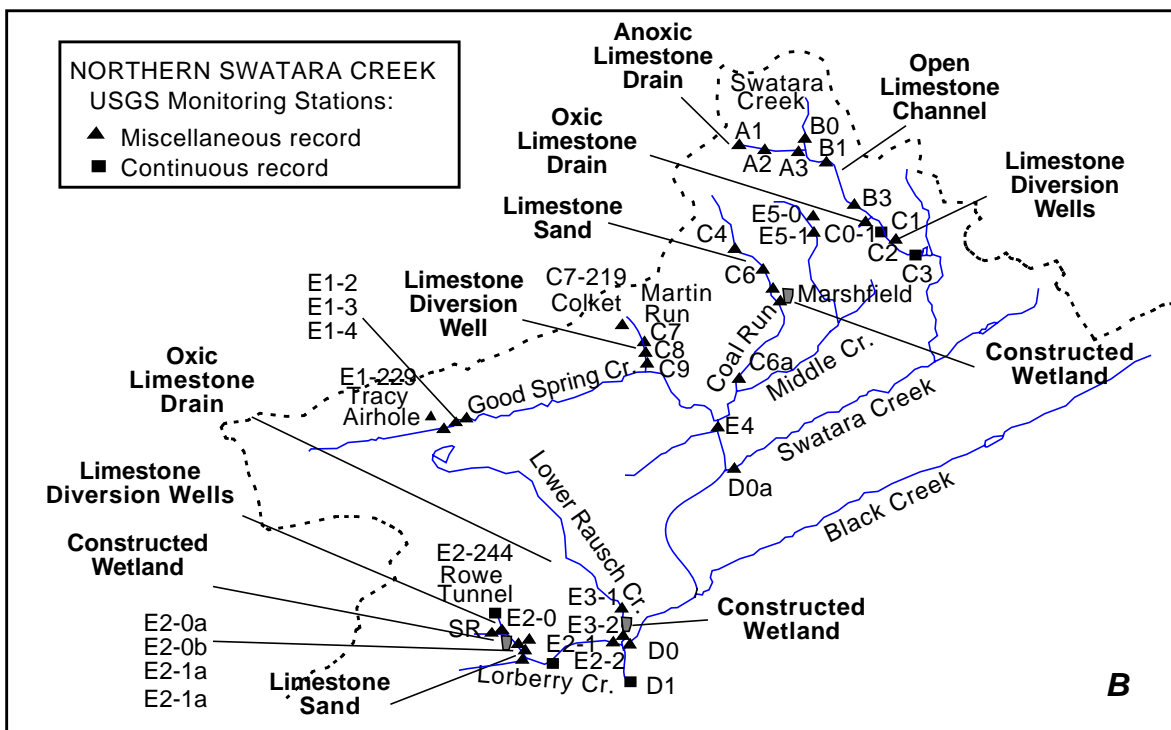 NORTHERN SWATARA CREEK
USGS Monitoring Stations:
Miscellaneous record
Continuous record
Anoxic
Limestone
Drain
Swatara
Creek
Open
Limestone
Channel
Oxic
Limestone
Drain
A1
A2
A3
B0
B1
B3
Limestone
Diversion
Wells
Limestone
Sand
E5-0
E5-1
C0-1
C1
C2
C3
C4
C6
Marshfield
Constructed
Wetland
E1-2
E1-3
E1-4
Limestone
Diversion
Well
C7-219
Colket
Martin
Run
C7
C8
C9
Coal Run
C6a
Middle Cr.
Oxic
Limestone
Drain
E1-229
Tracy
Airhole
Good Spring Cr.
E4
Swatara Creek
D0a
Black Creek
Lower Rausch Cr.
Limestone
Diversion Wells
Constructed
Wetland
E2-244
Rowe
Tunnel
SR
E2-0
E3-1
E3-2
Constructed
Wetland
E2-0a
E2-0b
E2-1a
E2-1a
E2-1
E2-2
D0
Limestone
Sand
Lorberry Cr.
D1
B